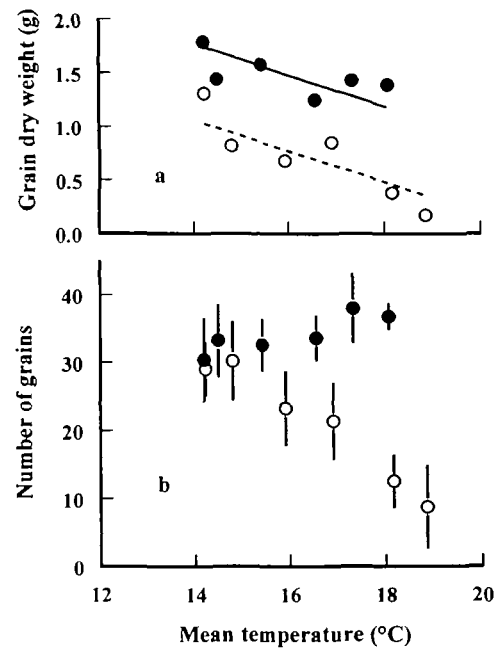 Grain dry weight (g)
2.0
1.5
1.0
0.5
0.0
a
Number of grains
40
30
20
10
0
b
12 14 16 18 20
Mean temperature (°C)